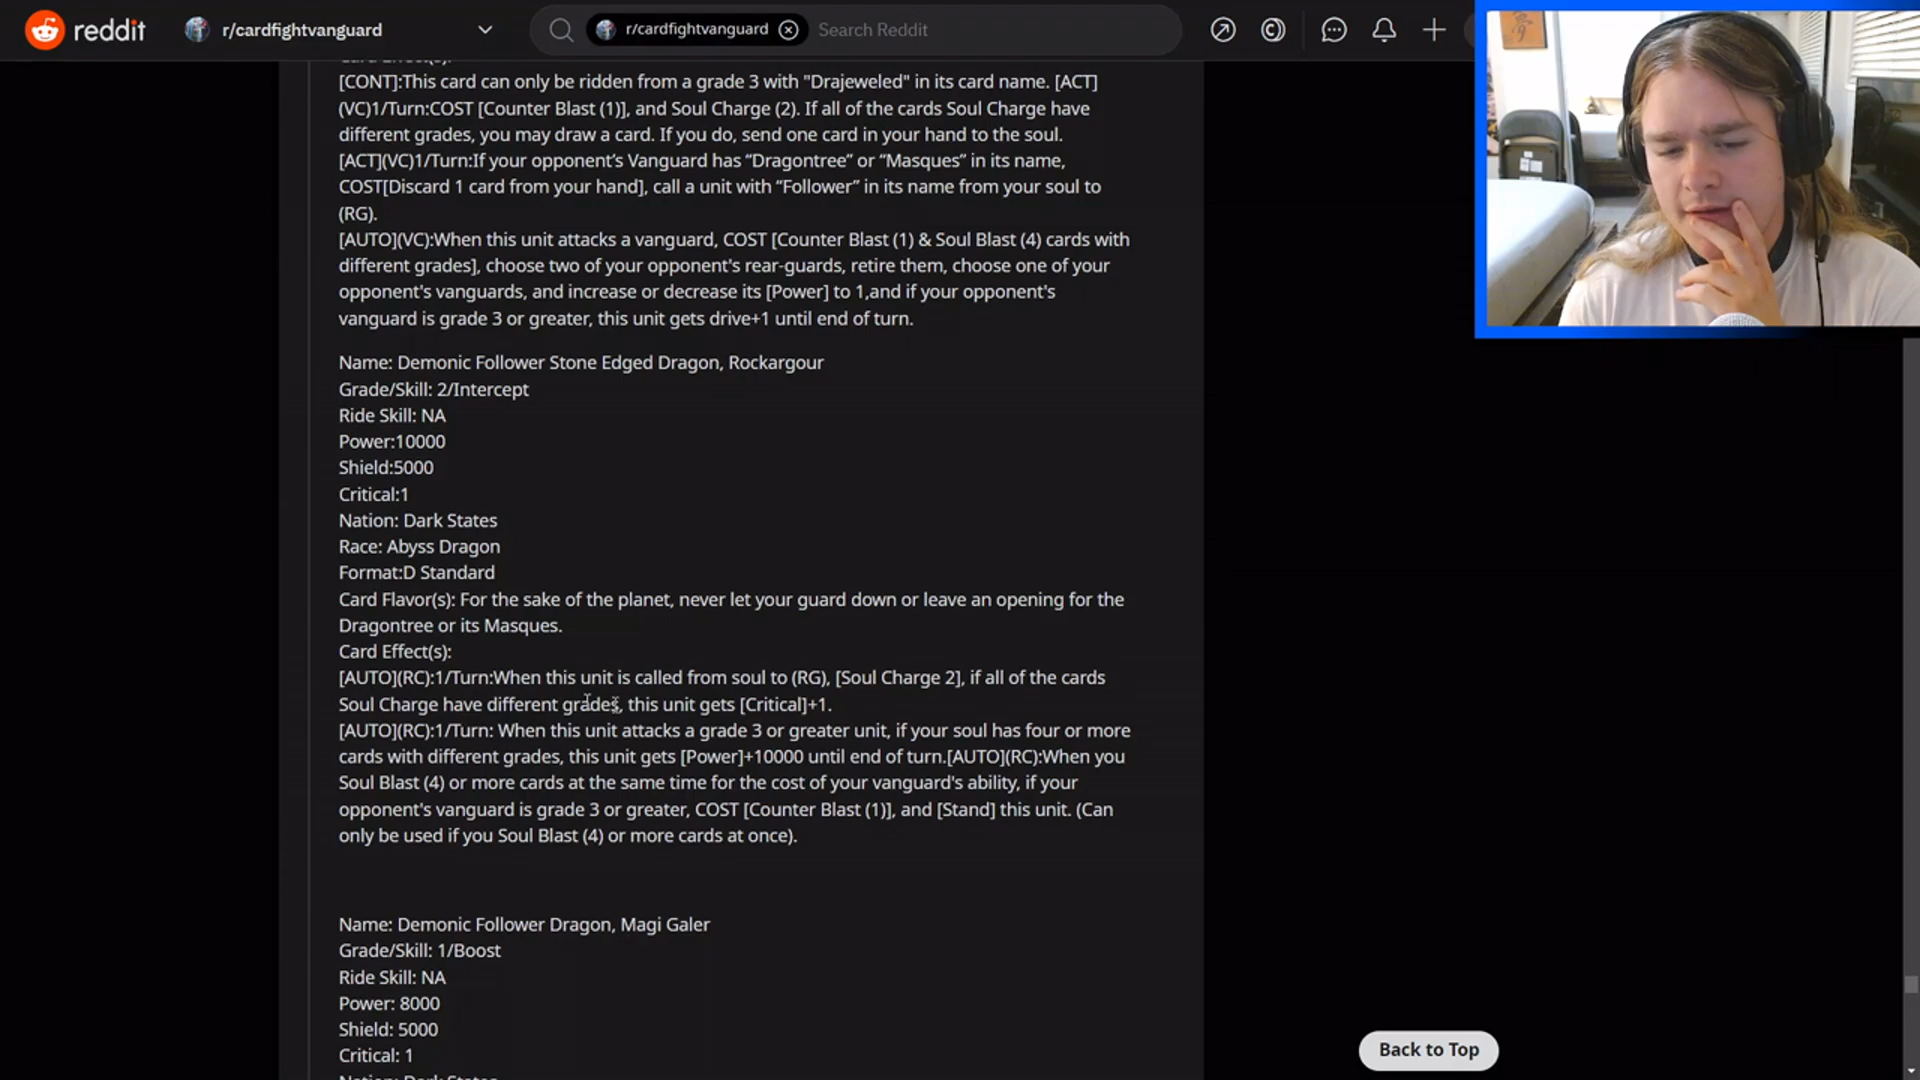 reddit
r/cardfightvanguard
r/cardfightvanguard
Search Reddit
Card Effect(s):
[CONT]:This card can only be ridden from a grade 3 with "Drajeweled" in its card name. [ACT]
(VC)1/Turn:COST [Counter Blast (1)], and Soul Charge (2). If all of the cards Soul Charge have
different grades, you may draw a card. If you do, send one card in your hand to the soul.
[ACT](VC)1/Turn:If your opponent’s Vanguard has “Dragontree” or “Masques” in its name,
COST[Discard 1 card from your hand], call a unit with “Follower” in its name from your soul to
(RG).
[AUTO](VC):When this unit attacks a vanguard, COST [Counter Blast (1) & Soul Blast (4) cards with
different grades], choose two of your opponent's rear-guards, retire them, choose one of your
opponent's vanguards, and increase or decrease its [Power] to 1,and if your opponent's
vanguard is grade 3 or greater, this unit gets drive+1 until end of turn.
Name: Demonic Follower Stone Edged Dragon, Rockargour
Grade/Skill: 2/Intercept
Ride Skill: NA
Power:10000
Shield:5000
Critical:1
Nation: Dark States
Race: Abyss Dragon
Format:D Standard
Card Flavor(s): For the sake of the planet, never let your guard down or leave an opening for the
Dragontree or its Masques.
Card Effect(s):
[AUTO](RC):1/Turn:When this unit is called from soul to (RG), [Soul Charge 2], if all of the cards
Soul Charge have different grades, this unit gets [Critical]+1.
[AUTO](RC):1/Turn: When this unit attacks a grade 3 or greater unit, if your soul has four or more
cards with different grades, this unit gets [Power]+10000 until end of turn.[AUTO](RC):When you
Soul Blast (4) or more cards at the same time for the cost of your vanguard's ability, if your
opponent's vanguard is grade 3 or greater, COST [Counter Blast (1)], and [Stand] this unit. (Can
only be used if you Soul Blast (4) or more cards at once).
Name: Demonic Follower Dragon, Magi Galer
Grade/Skill: 1/Boost
Ride Skill: NA
Power: 8000
Shield: 5000
Critical: 1
Nation: Dark States
Back to Top